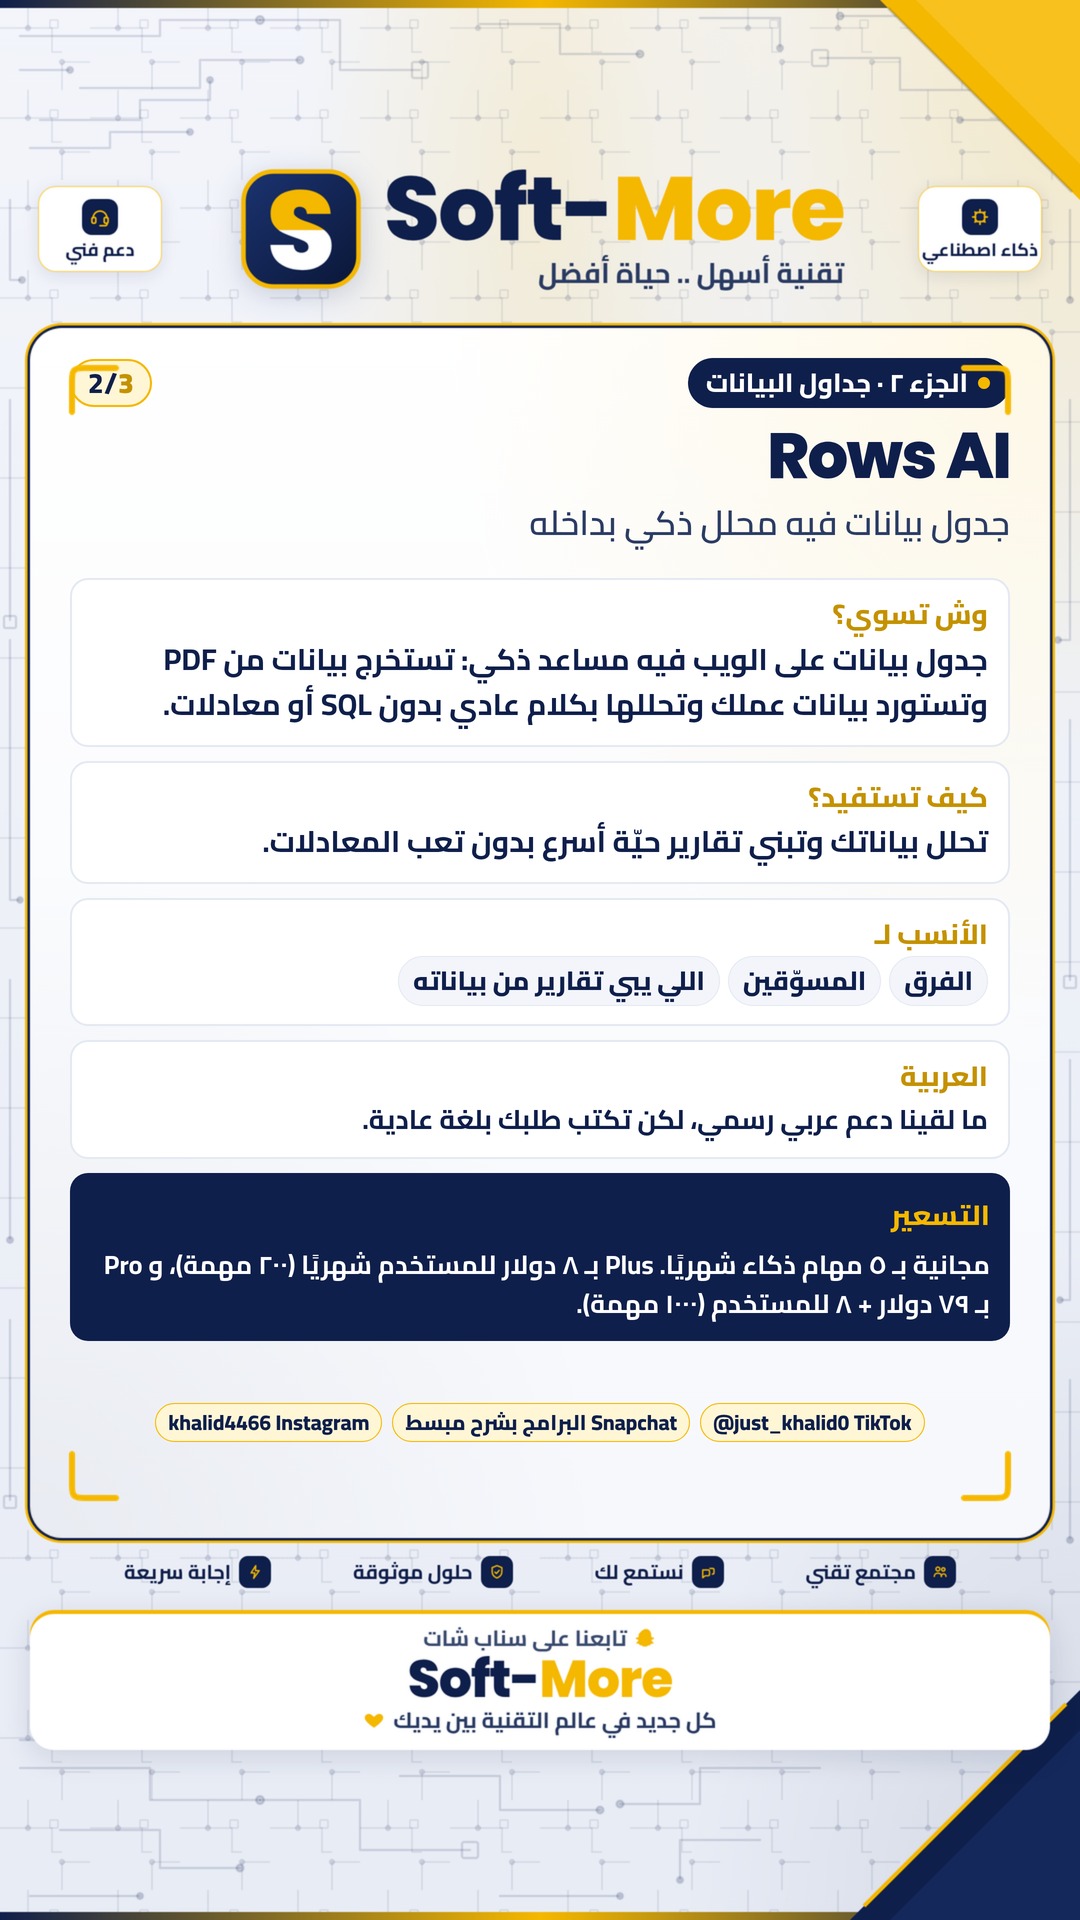 ذكاء اصطناعي
S
Soft-More
تقنية أسهل .. حياة أفضل
دعم فني
الجزء ٢ · جداول البيانات
2/3
Rows AI
جدول بيانات فيه محلل ذكي بداخله
وش تسوي؟
جدول بيانات على الويب فيه مساعد ذكي: تستخرج بيانات من PDF
وتستورد بيانات عملك وتحللها بكلام عادي بدون SQL أو معادلات.
كيف تستفيد؟
تحلل بياناتك وتبني تقارير حيّة أسرع بدون تعب المعادلات.
الأنسب لـ
الفرق
المسوّقين
اللي يبي تقارير من بياناته
العربية
ما لقينا دعم عربي رسمي، لكن تكتب طلبك بلغة عادية.
التسعير
مجانية بـ ٥ مهام ذكاء شهريًا. Plus بـ ٨ دولار للمستخدم شهريًا (٢٠٠ مهمة)، و Pro
بـ ٧٩ دولار + ٨ للمستخدم (١٠٠٠ مهمة).
@just_khalid0 TikTok
Snapchat البرامج بشرح مبسط
khalid4466 Instagram
مجتمع تقني
نستمع لك
حلول موثوقة
إجابة سريعة
تابعنا على سناب شات
Soft-More
كل جديد في عالم التقنية بين يديك